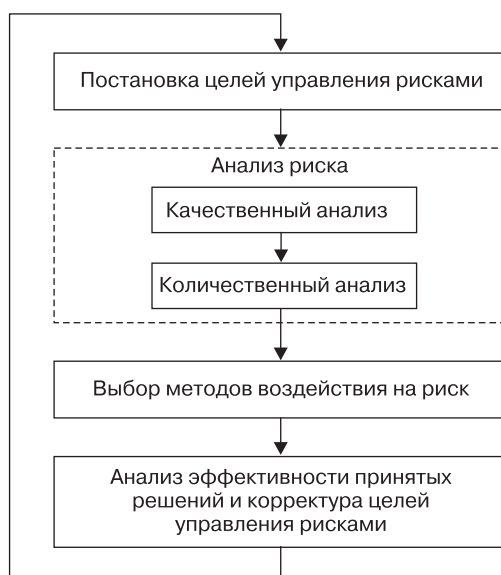 Постановка целей управления рисками
Анализ риска
Качественный анализ
Количественный анализ
Выбор методов воздействия на риск
Анализ эффективности принятых
решений и корректура целей
управления рисками